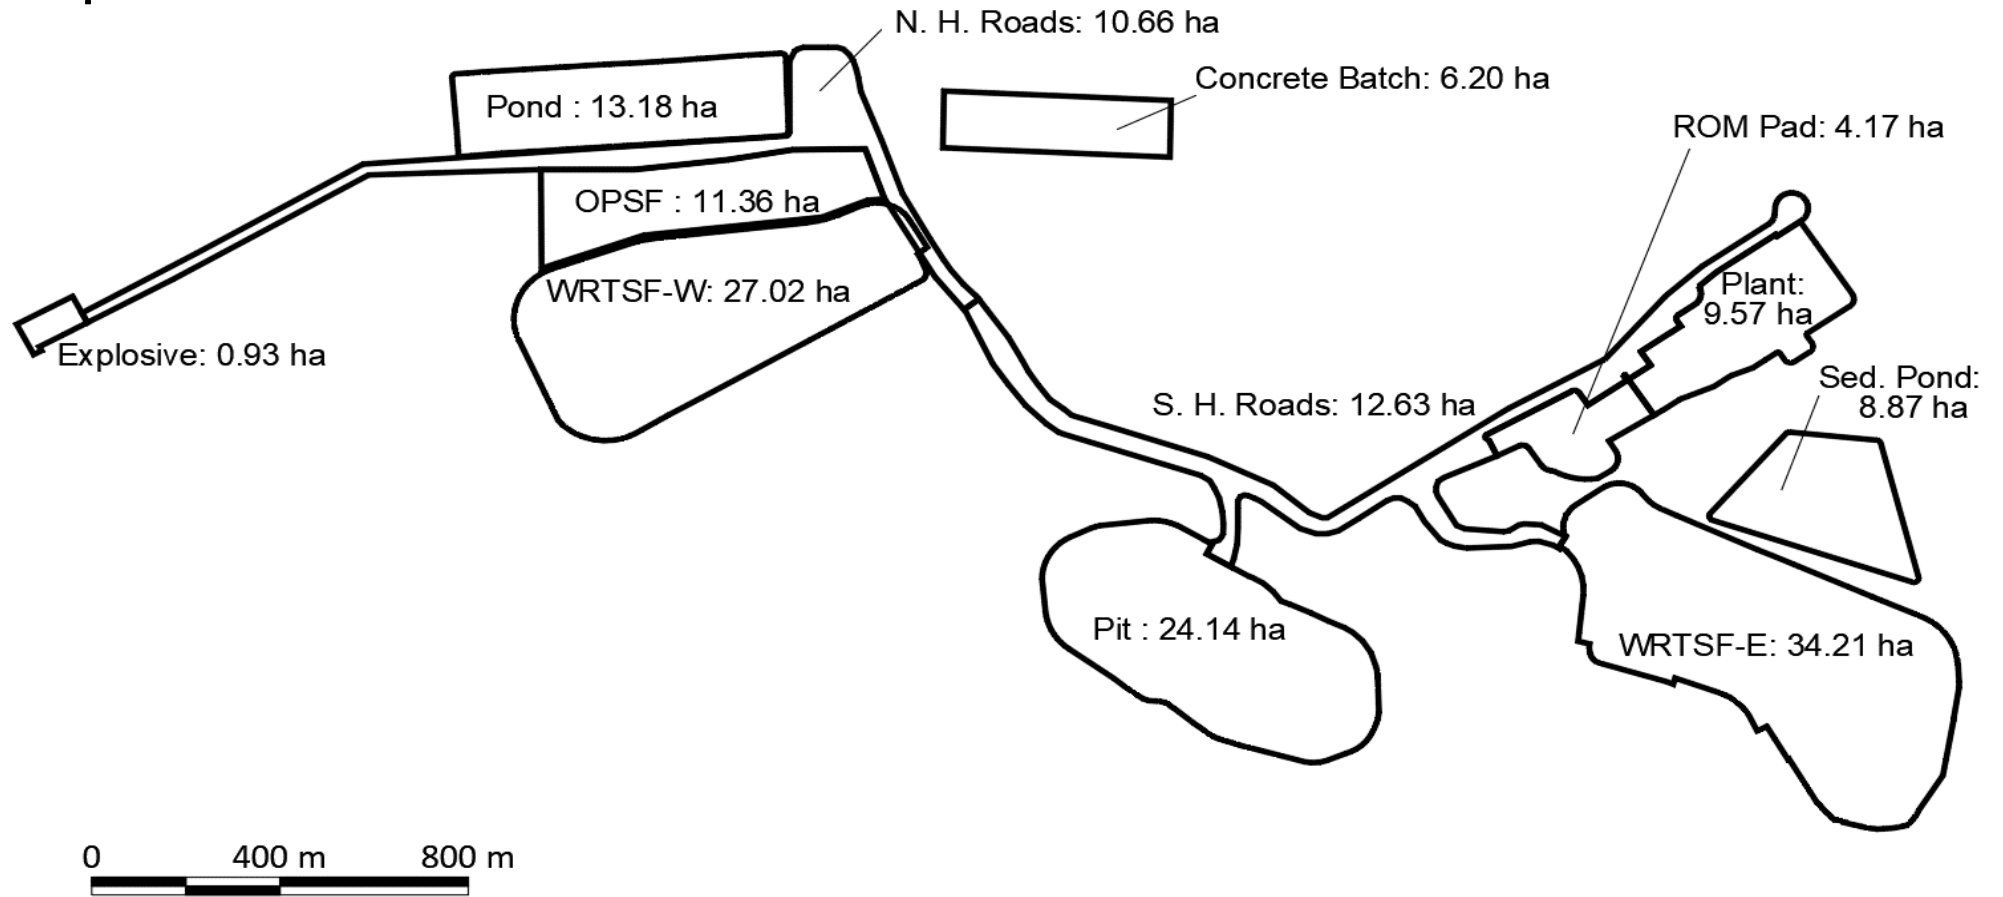 N. H. Roads: 10.66 ha
Concrete Batch: 6.20 ha
Pond : 13.18 ha
ROM Pad: 4.17 ha
OPSF : 11.36 ha
WRTSF-W: 27.02 ha
Plant:
9.57 ha
Explosive: 0.93 ha
Sed. Pond:
8.87 ha
S. H. Roads: 12.63 ha
Pit : 24.14 ha
WRTSF-E: 34.21 ha
0 400 m 800 m